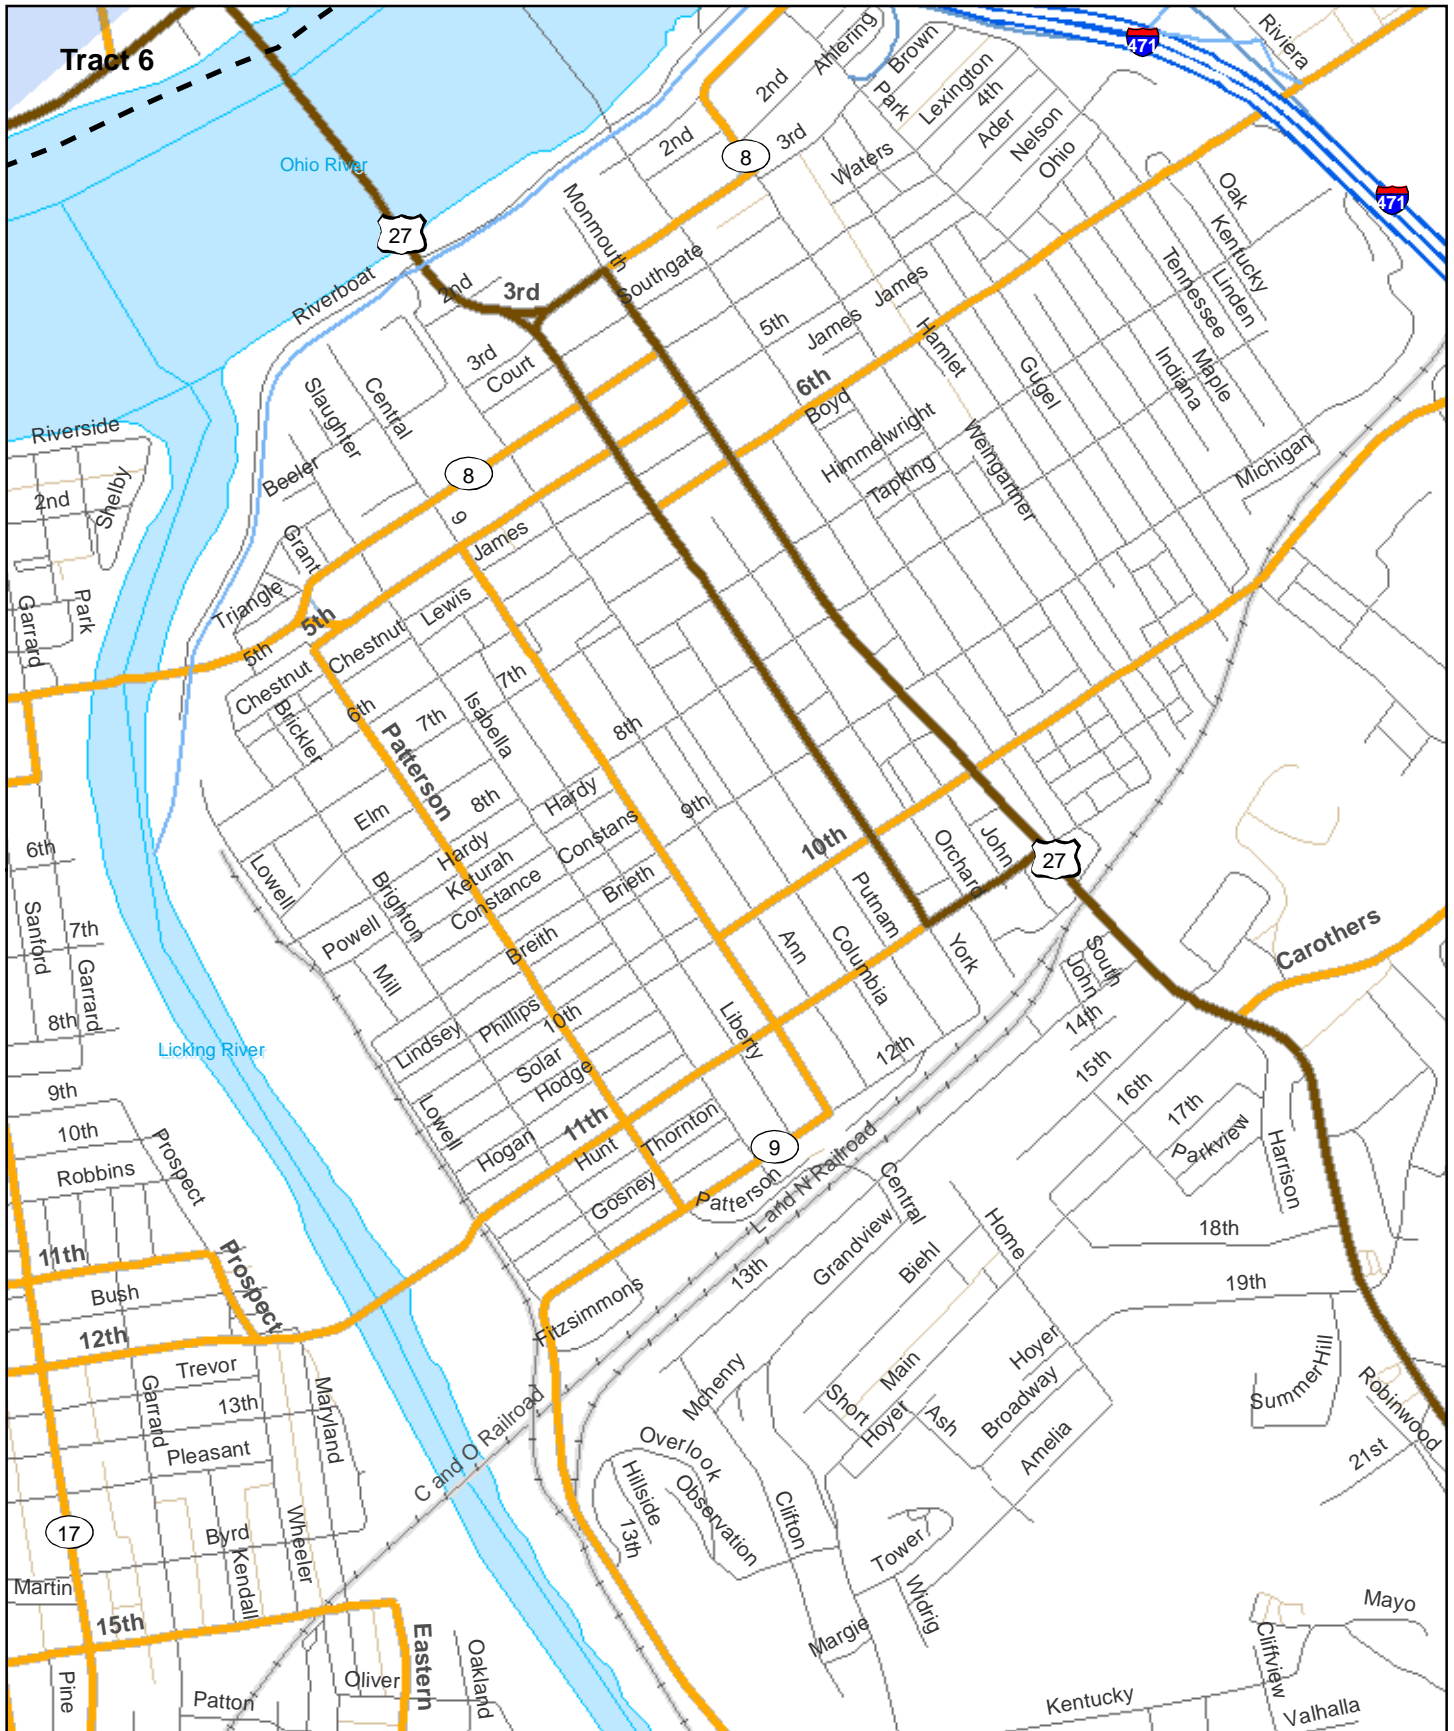 Tract 6
471
Riviera
Ahlering
Brown
2nd
Park
Lexington
4th
Ader
Nelson
Ohio
2nd
8
3rd
Waters
Ohio River
471
27
Monmouth
Southgate
Oak
Kentucky
Linden
Tennessee
Riverboat
2nd
3rd
5th
James
James
Hamlet
3rd
Court
6th
Boyd
Gugel
Maple
Indiana
Slaughter
Central
Himmelwright
Tapking
Weingartner
Michigan
Riverside
2nd
Shelby
Beeler
8
9
James
Grant
Garrard
Park
Triangle
5th
Lewis
5th
Chestnut
Chestnut
Brickler
6th
7th
Isabella
7th
Patterson
8th
Elm
8th
Hardy
9th
Constans
Hardy
10th
6th
Lowell
Keturah
Brieth
Constance
Orchard
John
27
Sanford
7th
Brighton
Powell
Breith
Putnam
Ann
Columbia
York
Carothers
Garrard
Mill
South
John
8th
Phillips
10th
Lindsey
Liberty
14th
Licking River
Solar
Hodge
12th
15th
16th
17th
9th
Lowell
11th
Thornton
9
Parkview
Harrison
10th
Prospect
Hogan
Hunt
L and N Railroad
Robbins
Gosney
Patterson
Central
Home
18th
11th
Prospect
Grandview
Biehl
13th
19th
Bush
Fitzsimmons
12th
Hoyer
Trevor
Mchenry
Main
SummerHill
Robinwood
Garrard
13th
Maryland
Short
Hoyer
Ash
Broadway
Pleasant
C and O Railroad
Overlook
Amelia
21st
Hillside
Observation
Clifton
17
Byrd
Wheeler
13th
Tower
Kendall
Martin
Widrig
Mayo
15th
Margie
Cliffview
Eastern
Oakland
Pine
Oliver
Patton
Kentucky
Valhalla